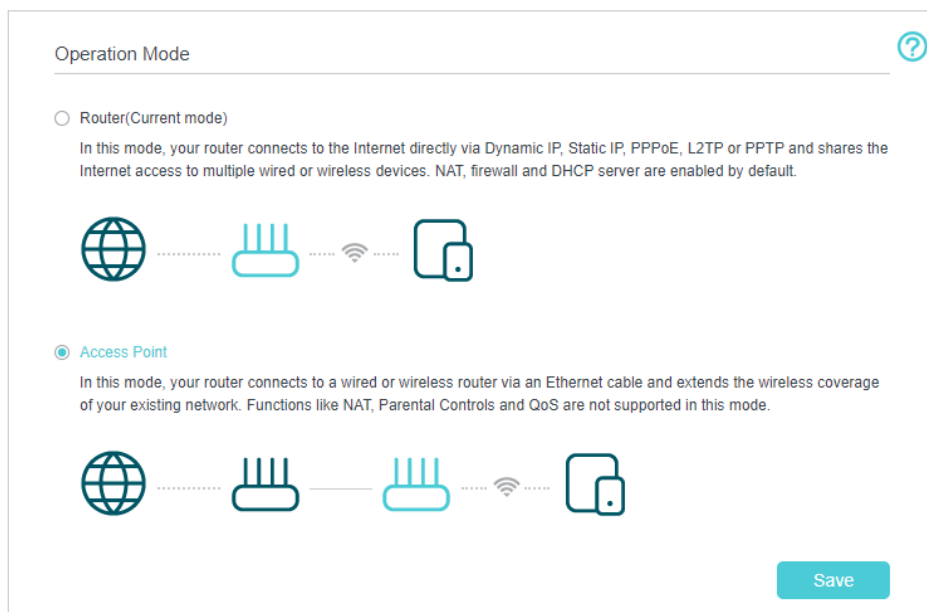 Operation Mode
?
Router(Current mode)
In this mode, your router connects to the Internet directly via Dynamic IP, Static IP, PPPoE, L2TP or PPTP and shares the
Internet access to multiple wired or wireless devices. NAT, firewall and DHCP server are enabled by default.
Access Point
In this mode, your router connects to a wired or wireless router via an Ethernet cable and extends the wireless coverage
of your existing network. Functions like NAT, Parental Controls and QoS are not supported in this mode.
Save